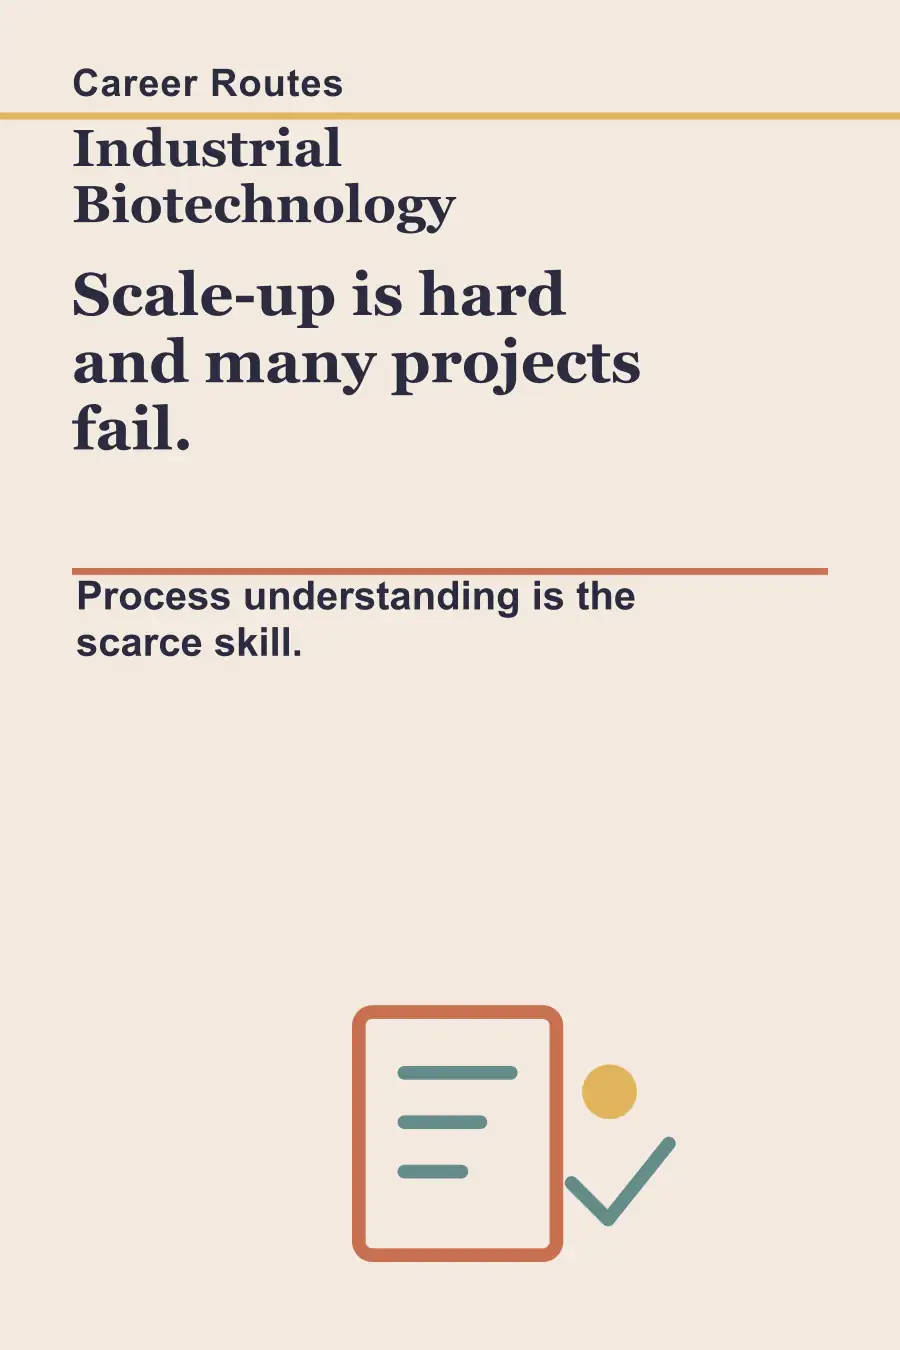 Career Routes
Industrial
Biotechnology
Scale-up is hard
and many projects
fail.
Process understanding is the
scarce skill.